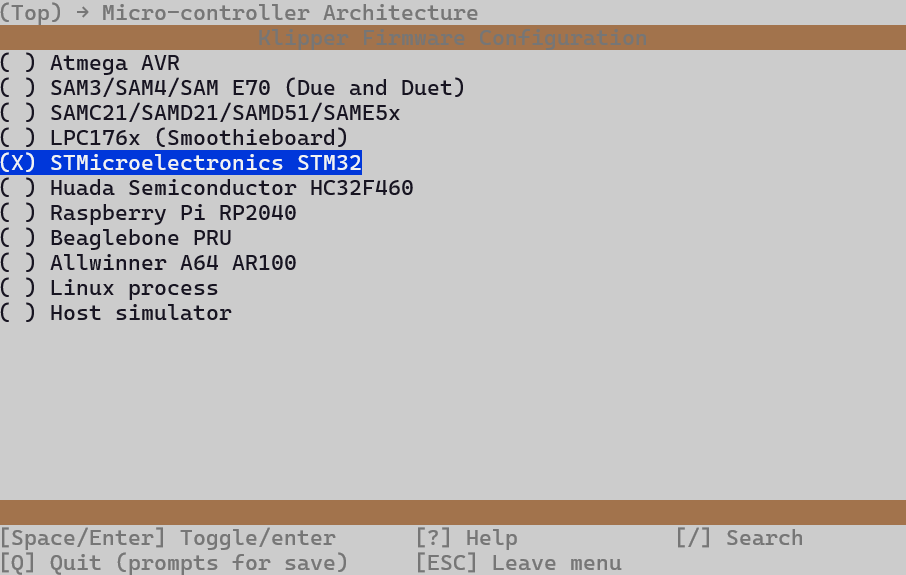 (Top) → Micro-controller Architecture
Klipper Firmware Configuration
( ) Atmega AVR
( ) SAM3/SAM4/SAM E70 (Due and Duet)
( ) SAMC21/SAMD21/SAMD51/SAME5x
( ) LPC176x (Smoothieboard)
(X) STMicroelectronics STM32
( ) Huada Semiconductor HC32F460
( ) Raspberry Pi RP2040
( ) Beaglebone PRU
( ) Allwinner A64 AR100
( ) Linux process
( ) Host simulator
[Space/Enter] Toggle/enter [?] Help [/] Search
[Q] Quit (prompts for save) [ESC] Leave menu